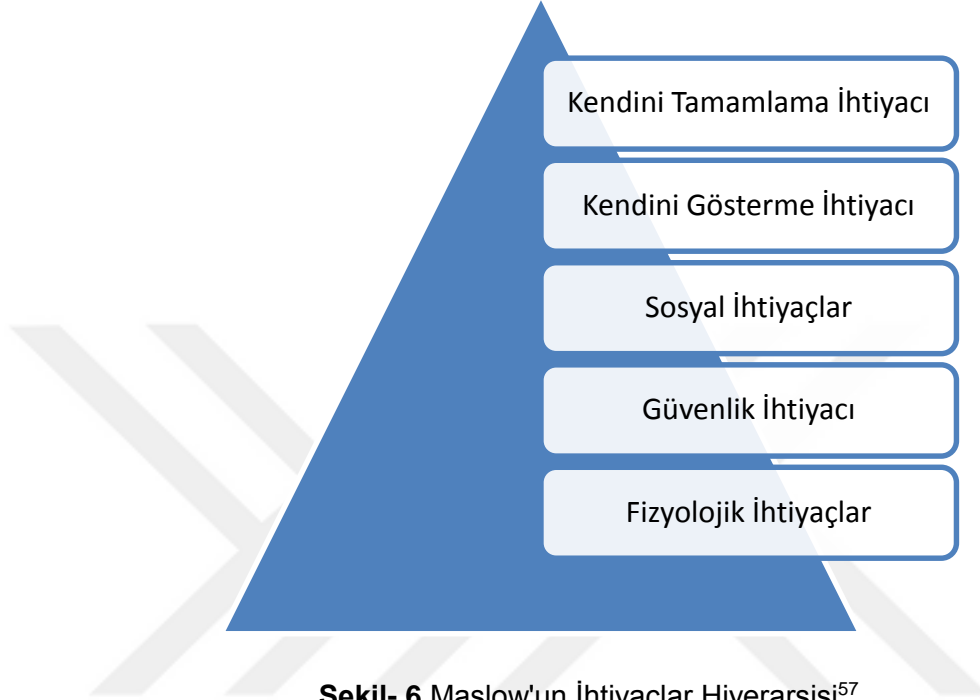 Kendini Tamamlama İhtiyacı
Kendini Gösterme İhtiyacı
Sosyal İhtiyaçlar
Güvenlik İhtiyacı
Fizyolojik İhtiyaçlar
Şekil- 6 Maslow'un İhtiyaçlar Hiyerarşisi⁵⁷